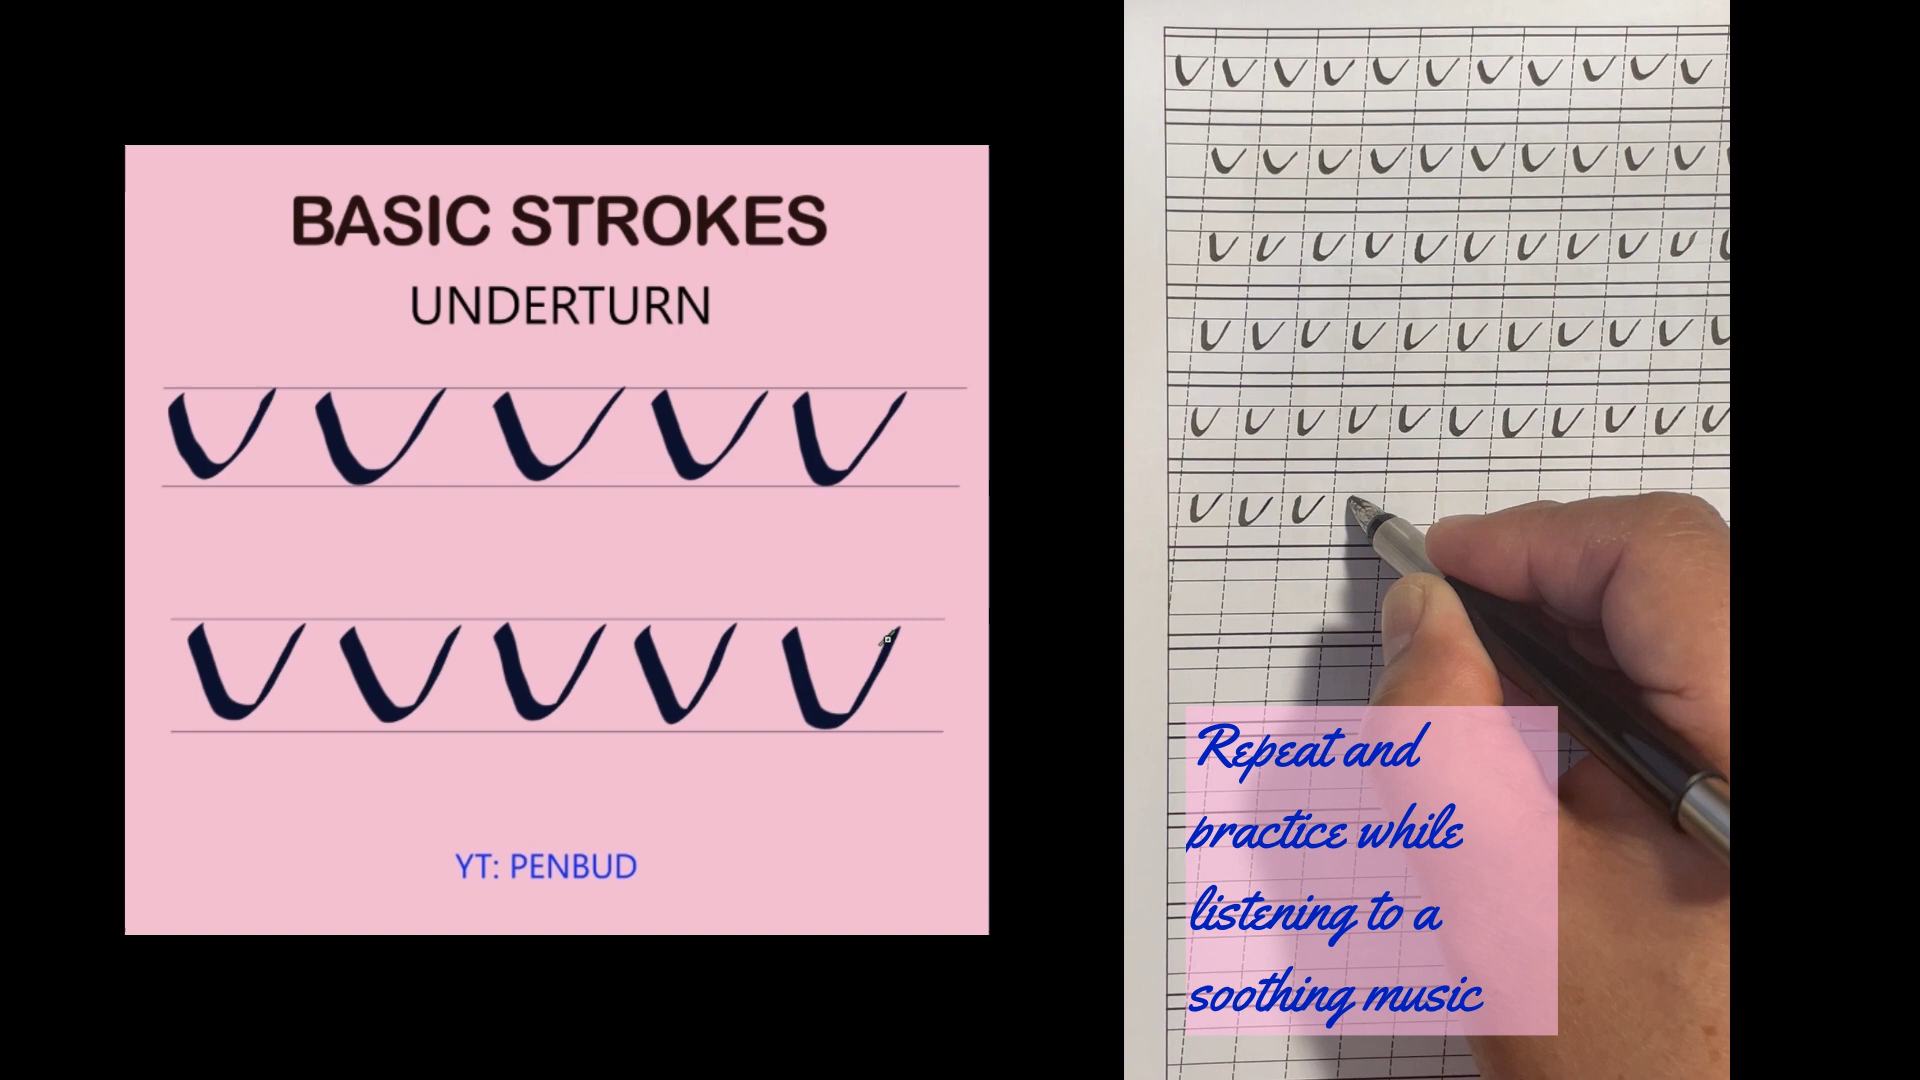 BASIC STROKES
UNDERTURN
YT: PENBUD
Repeat and
practice while
listening to a
soothing music